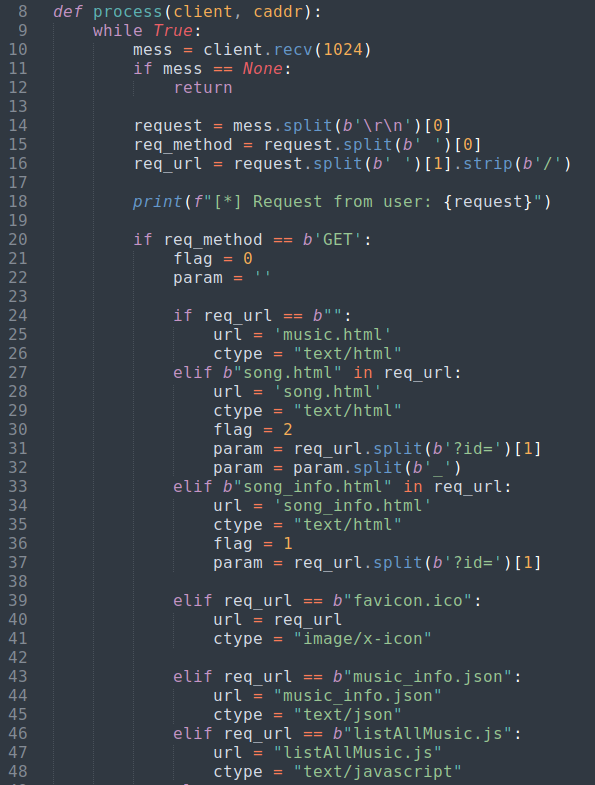 8 def process(client, caddr):
9     while True:
10         mess = client.recv(1024)
11         if mess == None:
12             return
13
14         request = mess.split(b'\r\n')[0]
15         req_method = request.split(b' ')[0]
16         req_url = request.split(b' ')[1].strip(b'/')
17
18         print(f"[*] Request from user: {request}")
19
20         if req_method == b'GET':
21             flag = 0
22             param = ''
23
24             if req_url == b"":
25                 url = 'music.html'
26                 ctype = "text/html"
27             elif b"song.html" in req_url:
28                 url = 'song.html'
29                 ctype = "text/html"
30                 flag = 2
31                 param = req_url.split(b'?id=')[1]
32                 param = param.split(b'_')
33             elif b"song_info.html" in req_url:
34                 url = 'song_info.html'
35                 ctype = "text/html"
36                 flag = 1
37                 param = req_url.split(b'?id=')[1]
38
39             elif req_url == b"favicon.ico":
40                 url = req_url
41                 ctype = "image/x-icon"
42
43             elif req_url == b"music_info.json":
44                 url = "music_info.json"
45                 ctype = "text/json"
46             elif req_url == b"listAllMusic.js":
47                 url = "listAllMusic.js"
48                 ctype = "text/javascript"